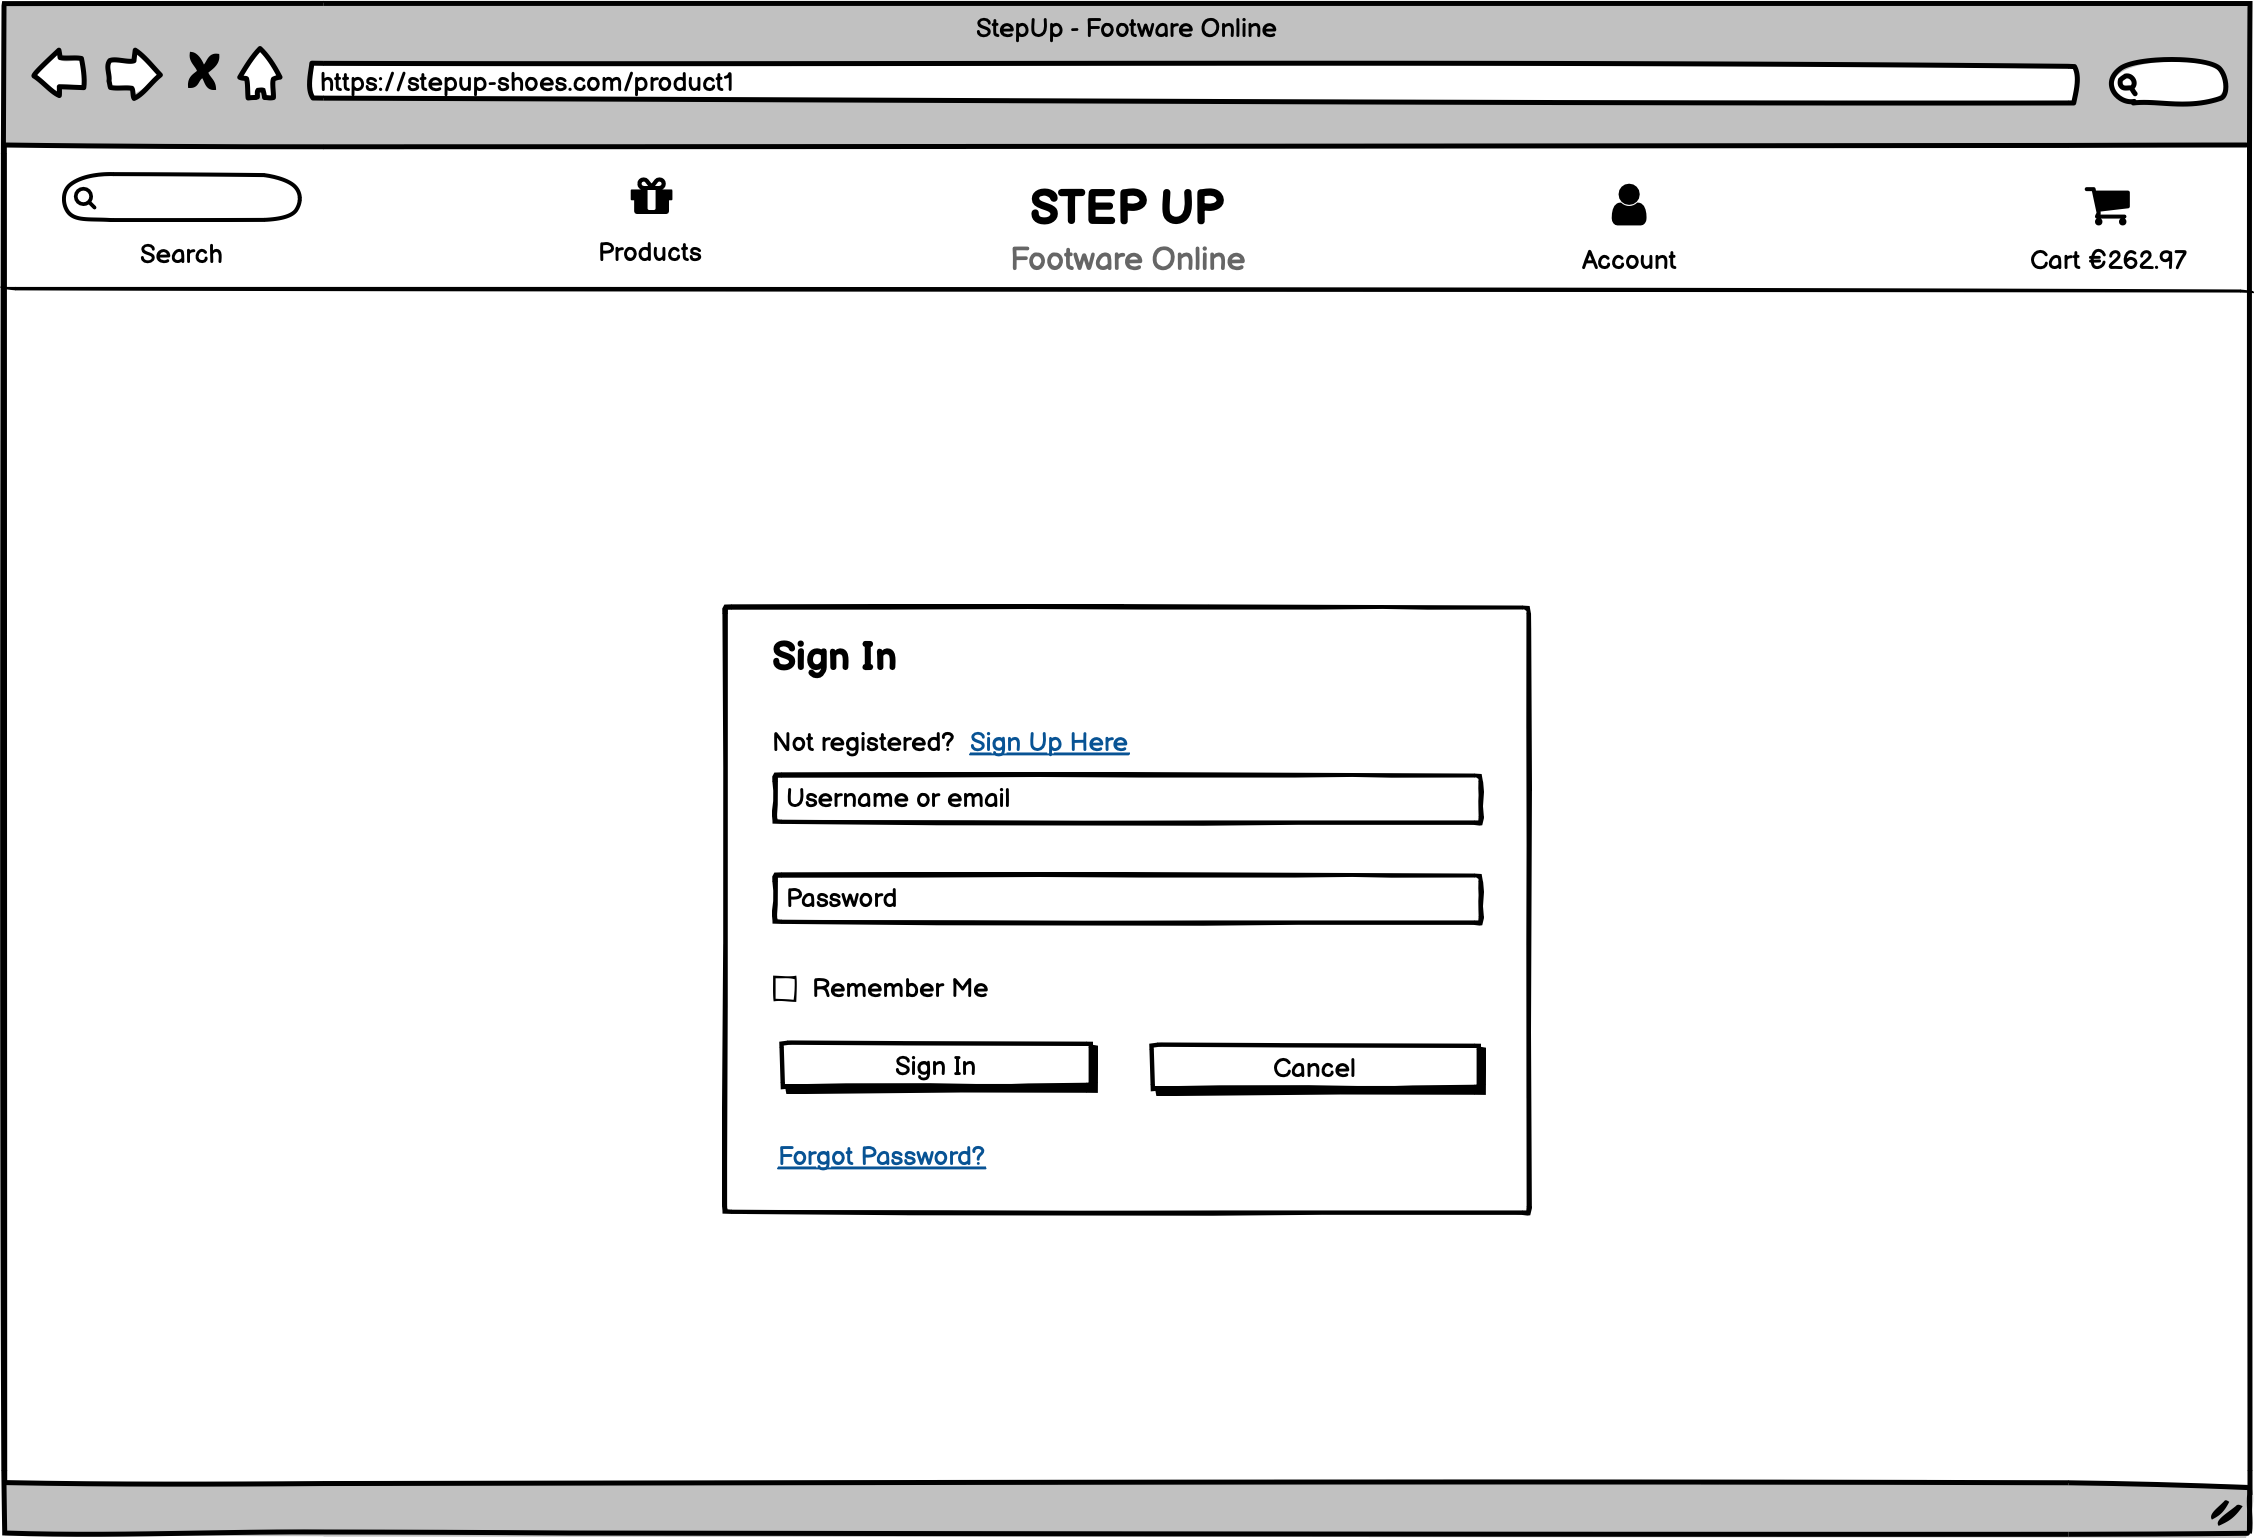 StepUp - Footware Online
https://stepup-shoes.com/product1
STEP UP
Search
Products
Footware Online
Account
Cart €262.97
Sign In
Not registered? Sign Up Here
Username or email
Password
Remember Me
Sign In
Cancel
Forgot Password?